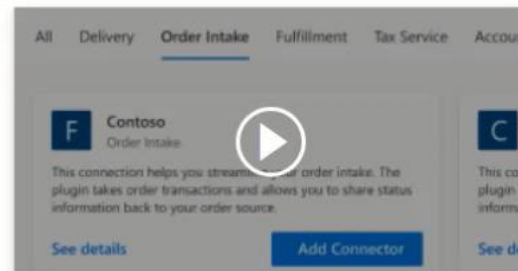 All Delivery Order Intake Fulfillment Tax Service Accou
F Contoso C
Order Intake
This connection helps you your order intake. The This co
plugin takes order transactions and allows you to share status plugin
information back to your order source. inform
See details Add Connector See de